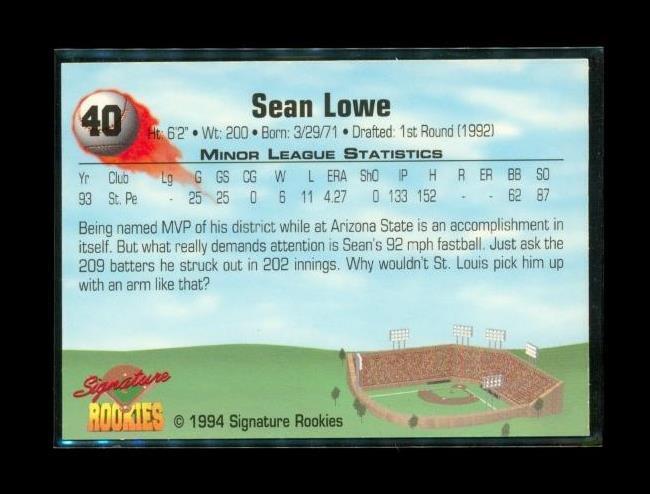 40
Sean Lowe
Ht: 6'2" • Wt: 200 • Born: 3/29/71 • Drafted: 1st Round (1992)
MINOR LEAGUE STATISTICS
Yr Club Lg G GS CG W L ERA ShO IP H R ER BB SO
93 St. Pe - 25 25 0 6 11 4.27 0 133 152 - - 62 87
Being named MVP of his district while at Arizona State is an accomplishment in
itself. But what really demands attention is Sean's 92 mph fastball. Just ask the
209 batters he struck out in 202 innings. Why wouldn't St. Louis pick him up
with an arm like that?
Signature
ROOKIES
© 1994 Signature Rookies